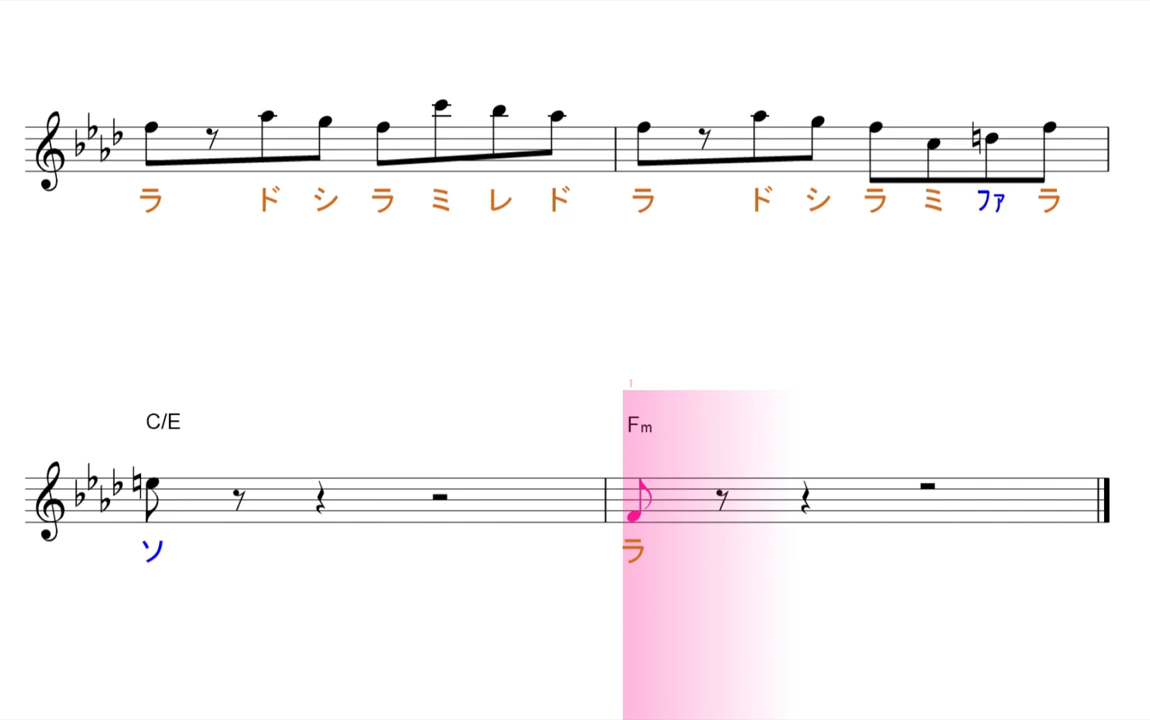 ラ ド シ ラ ミ レ ド ラ ド シ ラ ミ ファ ラ
C/E Fm
ソ ラ